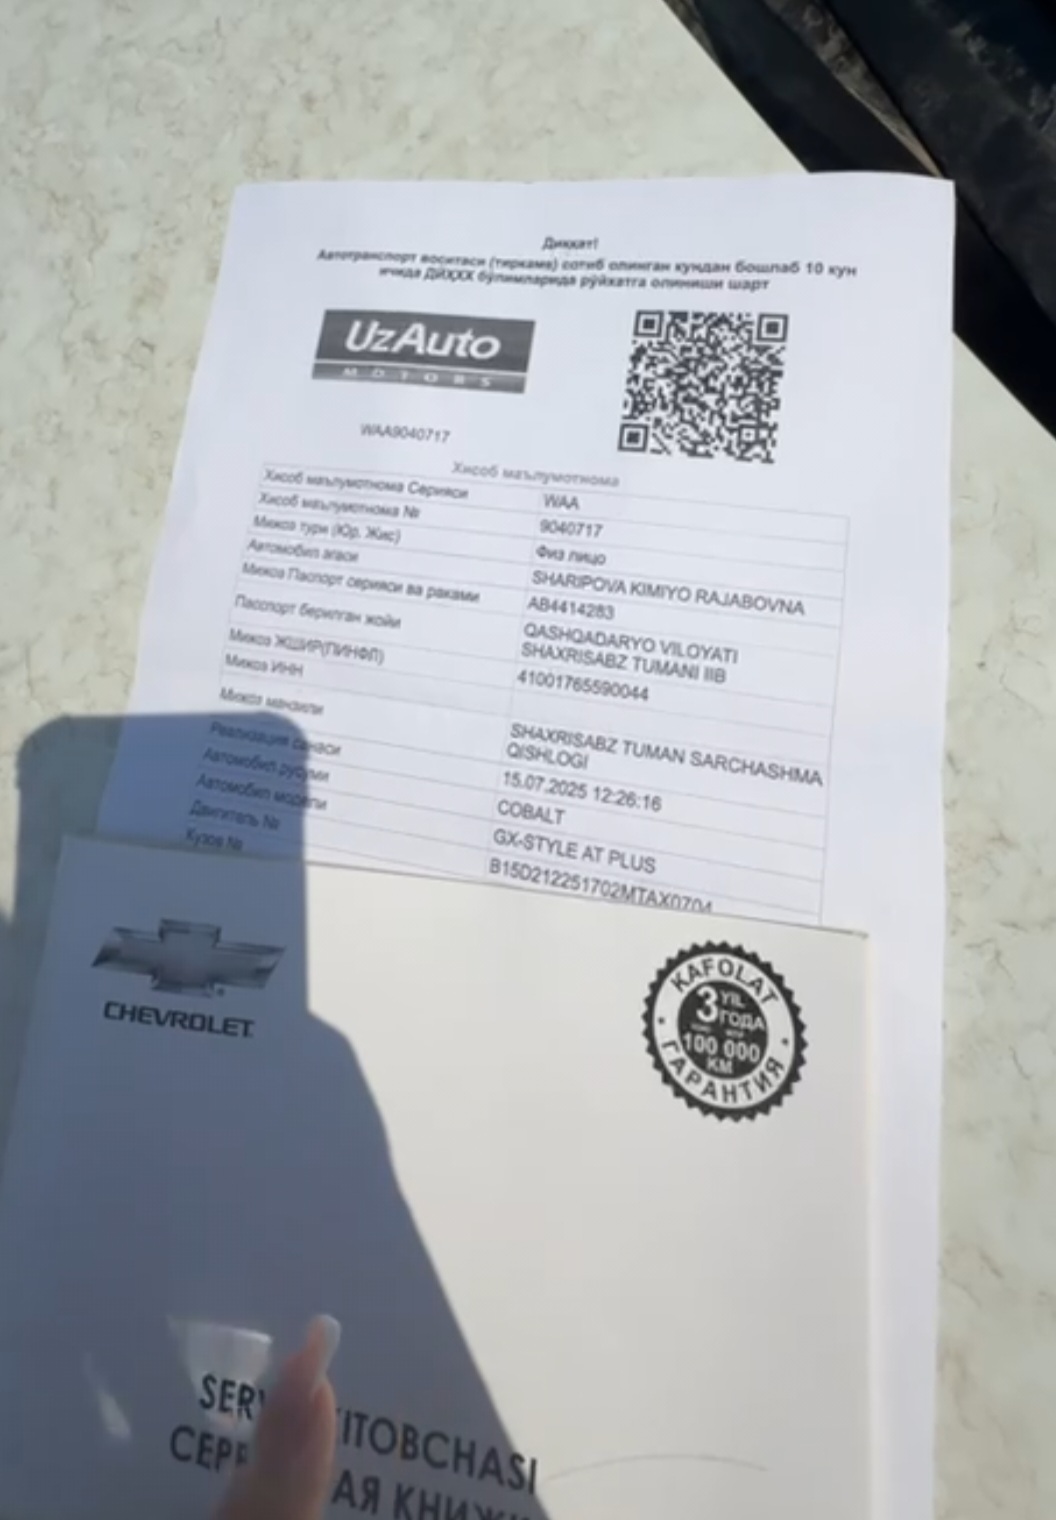 Диққат!
Автотранспорт воситаси (тиркама) сотиб олинган кундан бошлаб 10 кун
ичида ДЙҲХХ бўлимларида рўйхатга олиниши шарт
UzAuto
MOTORS
WAA9040717
Хисоб маълумотнома
Хисоб маълумотнома Серияси WAA
Хисоб маълумотнома № 9040717
Мижоз тури (Юр, Жис) Физ лицо
Автомобил эгаси SHARIPOVA KIMIYO RAJABOVNA
Мижоз Паспорт серияси ва раками AB4414283
Пасспорт берилган жойи QASHQADARYO VILOYATI
SHAXRISABZ TUMANI IIB
Мижоз ЖШИР(ПИНФЛ) 41001765590044
Мижоз ИНН
Мижоз манзили SHAXRISABZ TUMAN SARCHASHMA
QISHLOGI
Реализация санаси 15.07.2025 12:26:16
Автомобил русуми COBALT
Автомобил модели GX-STYLE AT PLUS
Двигатель № B15D212251702MTAX0704
Кузов №
CHEVROLET
KAFOLAT
3 YIL
ГОДА
100 000
KM
ГАРАНТИЯ